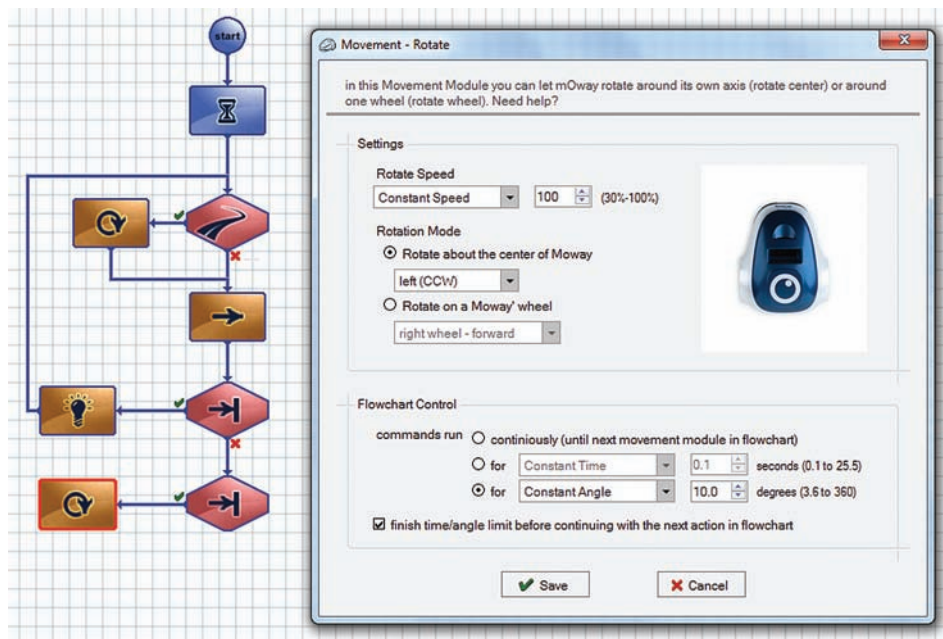 start
Movement - Rotate
in this Movement Module you can let mOway rotate around its own axis (rotate center) or around
one wheel (rotate wheel). Need help?
Settings
Rotate Speed
Constant Speed 100 (30%-100%)
Rotation Mode
Rotate about the center of Moway
left (CCW)
Rotate on a Moway' wheel
right wheel - forward
Flowchart Control
commands run continiously (until next movement module in flowchart)
for Constant Time 0.1 seconds (0.1 to 25.5)
for Constant Angle 10.0 degrees (3.6 to 360)
finish time/angle limit before continuing with the next action in flowchart
Save Cancel